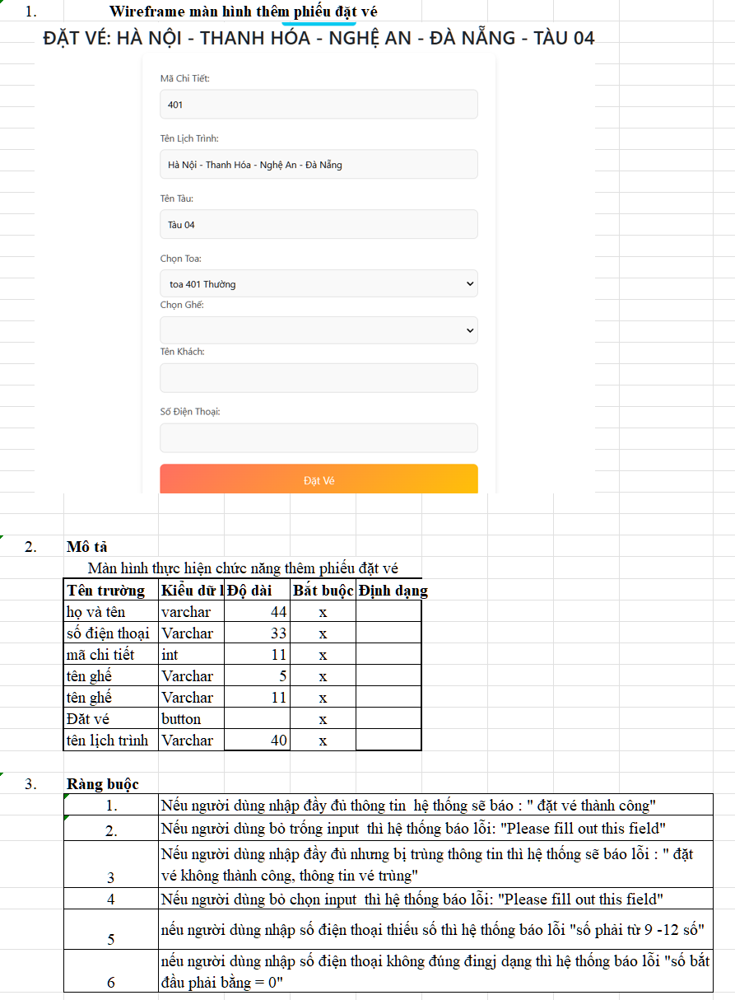 1. Wireframe màn hình thêm phiếu đặt vé
ĐẶT VÉ: HÀ NỘI - THANH HÓA - NGHỆ AN - ĐÀ NẴNG - TÀU 04
Mã Chi Tiết:
401
Tên Lịch Trình:
Hà Nội - Thanh Hóa - Nghệ An - Đà Nẵng
Tên Tàu:
Tàu 04
Chọn Toa:
toa 401 Thường
Chọn Ghế:
Tên Khách:
Số Điện Thoại:
Đặt Vé
2. Mô tả
Màn hình thực hiện chức năng thêm phiếu đặt vé
Tên trường Kiểu dữ l Độ dài Bắt buộc Định dạng
họ và tên varchar 44 x
số điện thoại Varchar 33 x
mã chi tiết int 11 x
tên ghế Varchar 5 x
tên ghế Varchar 11 x
Đăt vé button x
tên lịch trình Varchar 40 x
3. Ràng buộc
1. Nếu người dùng nhập đầy đủ thông tin hệ thống sẽ báo : " đặt vé thành công"
2. Nếu người dùng bỏ trống input thì hệ thống báo lỗi: "Please fill out this field"
Nếu người dùng nhập đầy đủ nhưng bị trùng thông tin thì hệ thống sẽ báo lỗi : " đặt
3 vé không thành công, thông tin vé trùng"
4 Nếu người dùng bỏ chọn input thì hệ thống báo lỗi: "Please fill out this field"
5 nếu người dùng nhập số điện thoại thiếu số thì hệ thống báo lỗi "số phải từ 9 -12 số"
nếu người dùng nhập số điện thoại không đúng đingj dạng thì hệ thống báo lỗi "số bắt
6 đầu phải bằng = 0"